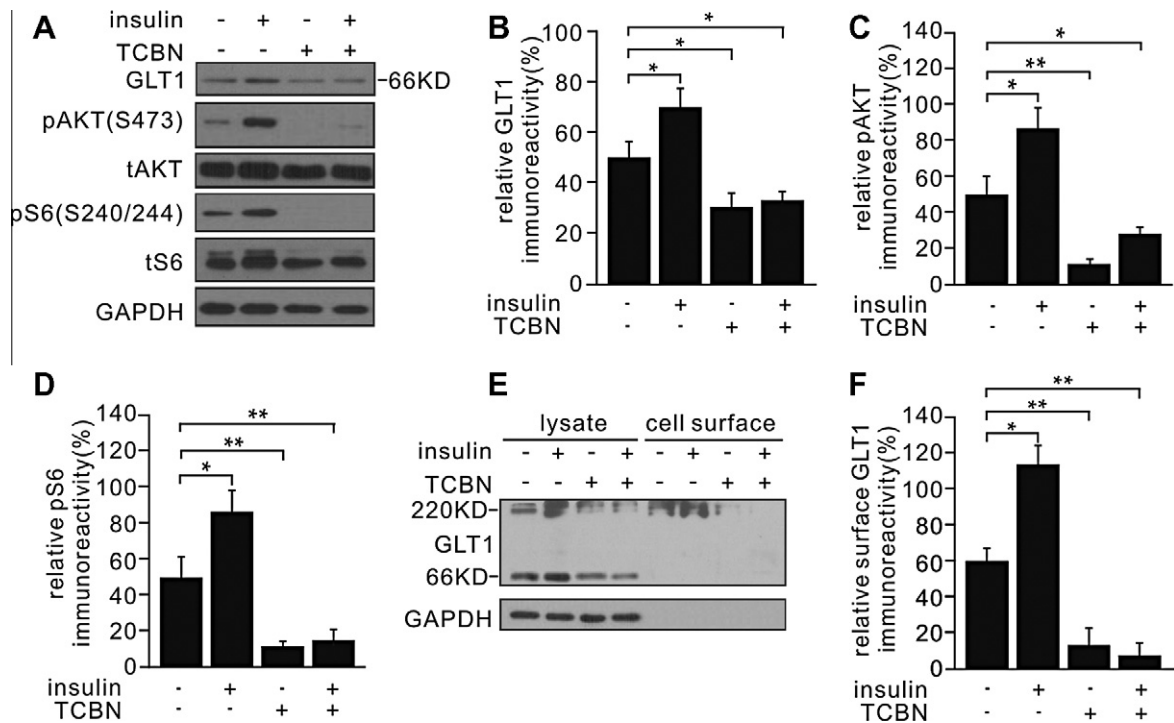 A
insulin - + - +
TCBN - - + +
GLT1 -66KD
pAKT(S473)
tAKT
pS6(S240/244)
tS6
GAPDH
B
relative GLT1
immunoreactivity(%)
100
80
60
40
20
0
*
*
*
insulin - + - +
TCBN - - + +
C
relative pAKT
immunoreactivity(%)
140
120
100
80
60
40
20
0
*
**
*
insulin - + - +
TCBN - - + +
D
relative pS6
immunoreactivity(%)
140
120
100
80
60
40
20
0
**
**
*
insulin - + - +
TCBN - - + +
E
lysate cell surface
insulin - + - + - + - +
TCBN - - + + - - + +
220KD-
GLT1
66KD-
GAPDH
F
relative surface GLT1
immunoreactivity(%)
140
120
100
80
60
40
20
0
**
**
*
insulin - + - +
TCBN - - + +